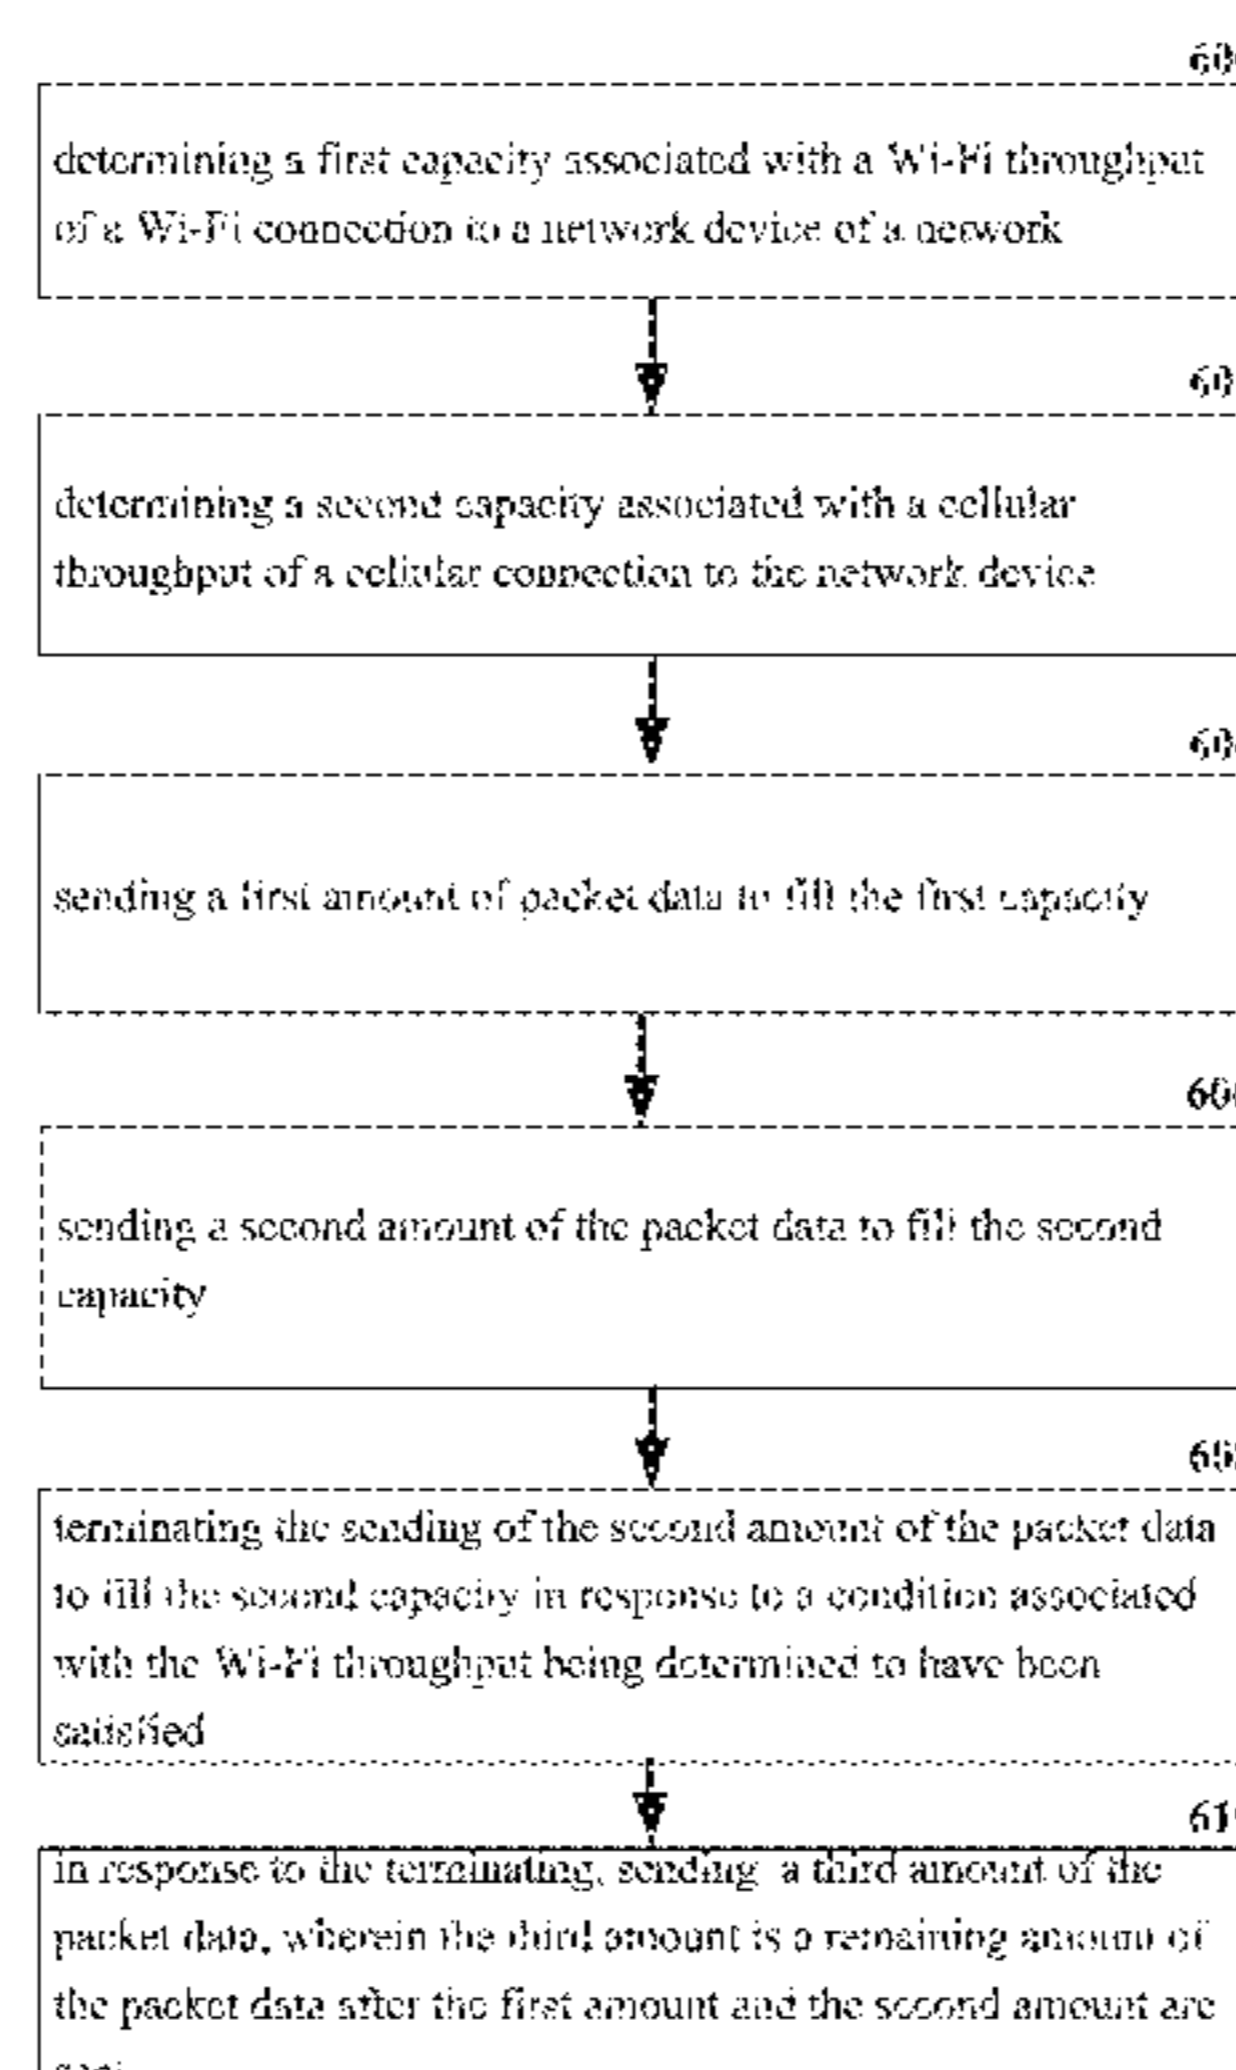 determining a first capacity associated with a Wi-Fi throughput
of a Wi-Fi connection to a network device of a network
determining a second capacity associated with a cellular
throughput of a cellular connection to the network device
sending a first amount of packet data to fill the first capacity
606
sending a second amount of the packet data to fill the second
capacity
terminating the sending of the second amount of the packet data
to fill the second capacity in response to a condition associated
with the Wi-Fi throughput being determined to have been
satisfied
in response to the terminating, sending a third amount of the
packet data, wherein the third amount is a remaining amount of
the packet data after the first amount and the second amount are